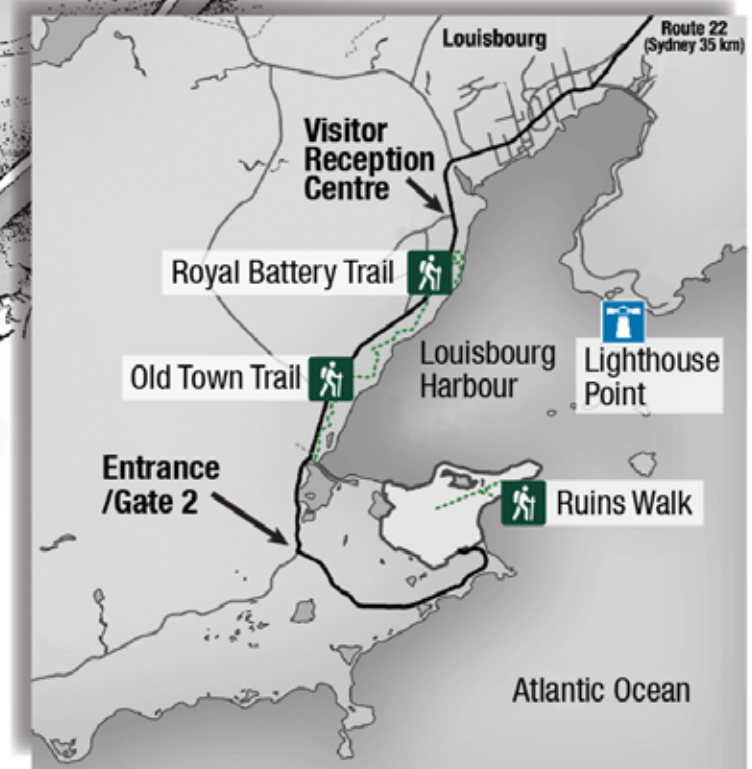 Louisbourg
Route 22
(Sydney 35 km)
Visitor
Reception
Centre
Royal Battery Trail
Louisbourg
Harbour
Lighthouse
Point
Old Town Trail
Entrance
/Gate 2
Ruins Walk
Atlantic Ocean